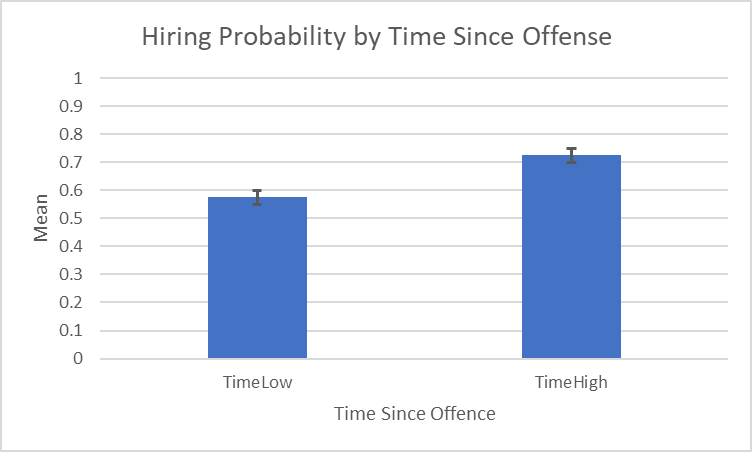 Hiring Probability by Time Since Offense
1
0.9
0.8
0.7
0.6
0.5
0.4
0.3
0.2
0.1
0
Mean
TimeLow
TimeHigh
Time Since Offence